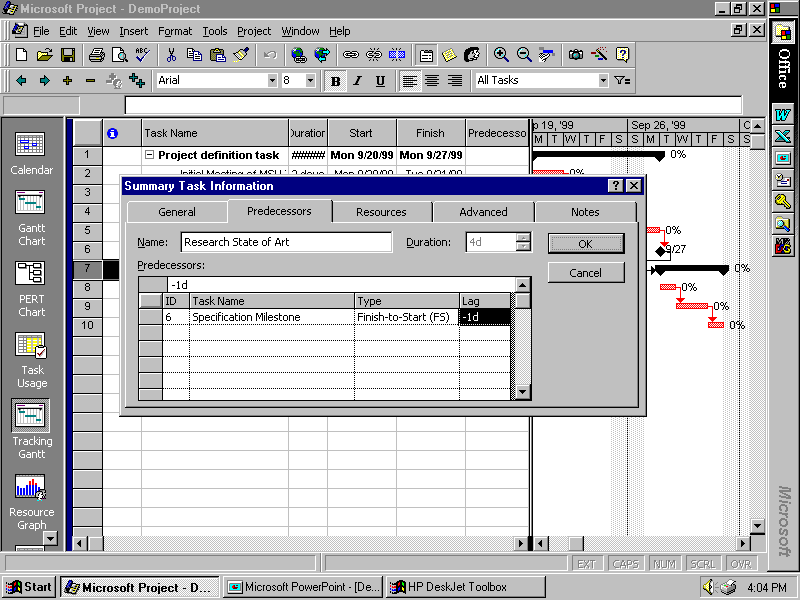 Microsoft Project - DemoProject
File Edit View Insert Format Tools Project Window Help
Arial 8 B I U All Tasks
Office
Calendar
Gantt
Chart
PERT
Chart
Task
Usage
Tracking
Gantt
Resource
Graph
Task Name Duration Start Finish Predecesso
p 19, '99 Sep 26, '99
M T W T F S S M T W T F S S M
1 Project definition task ######## Mon 9/20/99 Mon 9/27/99 0%
2 Initial Meeting of MSU 2 days Mon 9/20/99 Tue 9/21/99 0%
3
4
5 0%
6 9/27
7 0%
8 0%
9 0%
10 0%
Summary Task Information
General Predecessors Resources Advanced Notes
Name: Research State of Art Duration: 4d OK
Predecessors: Cancel
-1d
ID Task Name Type Lag
6 Specification Milestone Finish-to-Start (FS) -1d
Microsoft
EXT CAPS NUM SCRL OVR
Start Microsoft Project - D... Microsoft PowerPoint - [De... HP DeskJet Toolbox 4:04 PM